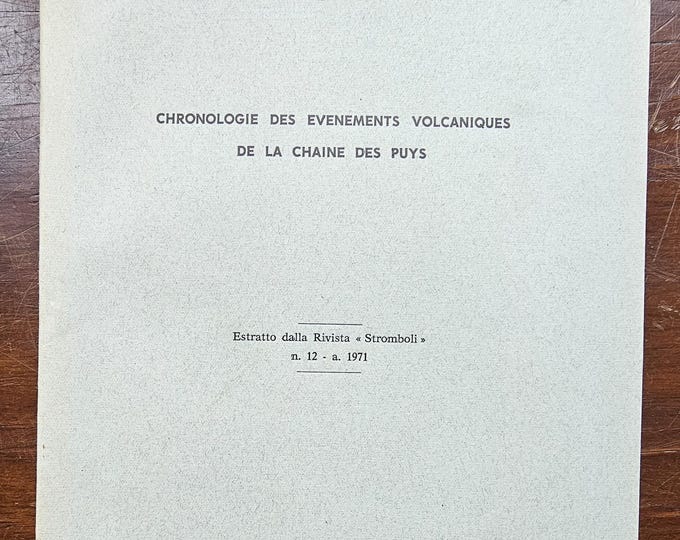 CHRONOLOGIE DES EVENEMENTS VOLCANIQUES
DE LA CHAINE DES PUYS
Estratto dalla Rivista « Stromboli »
n. 12 - a. 1971